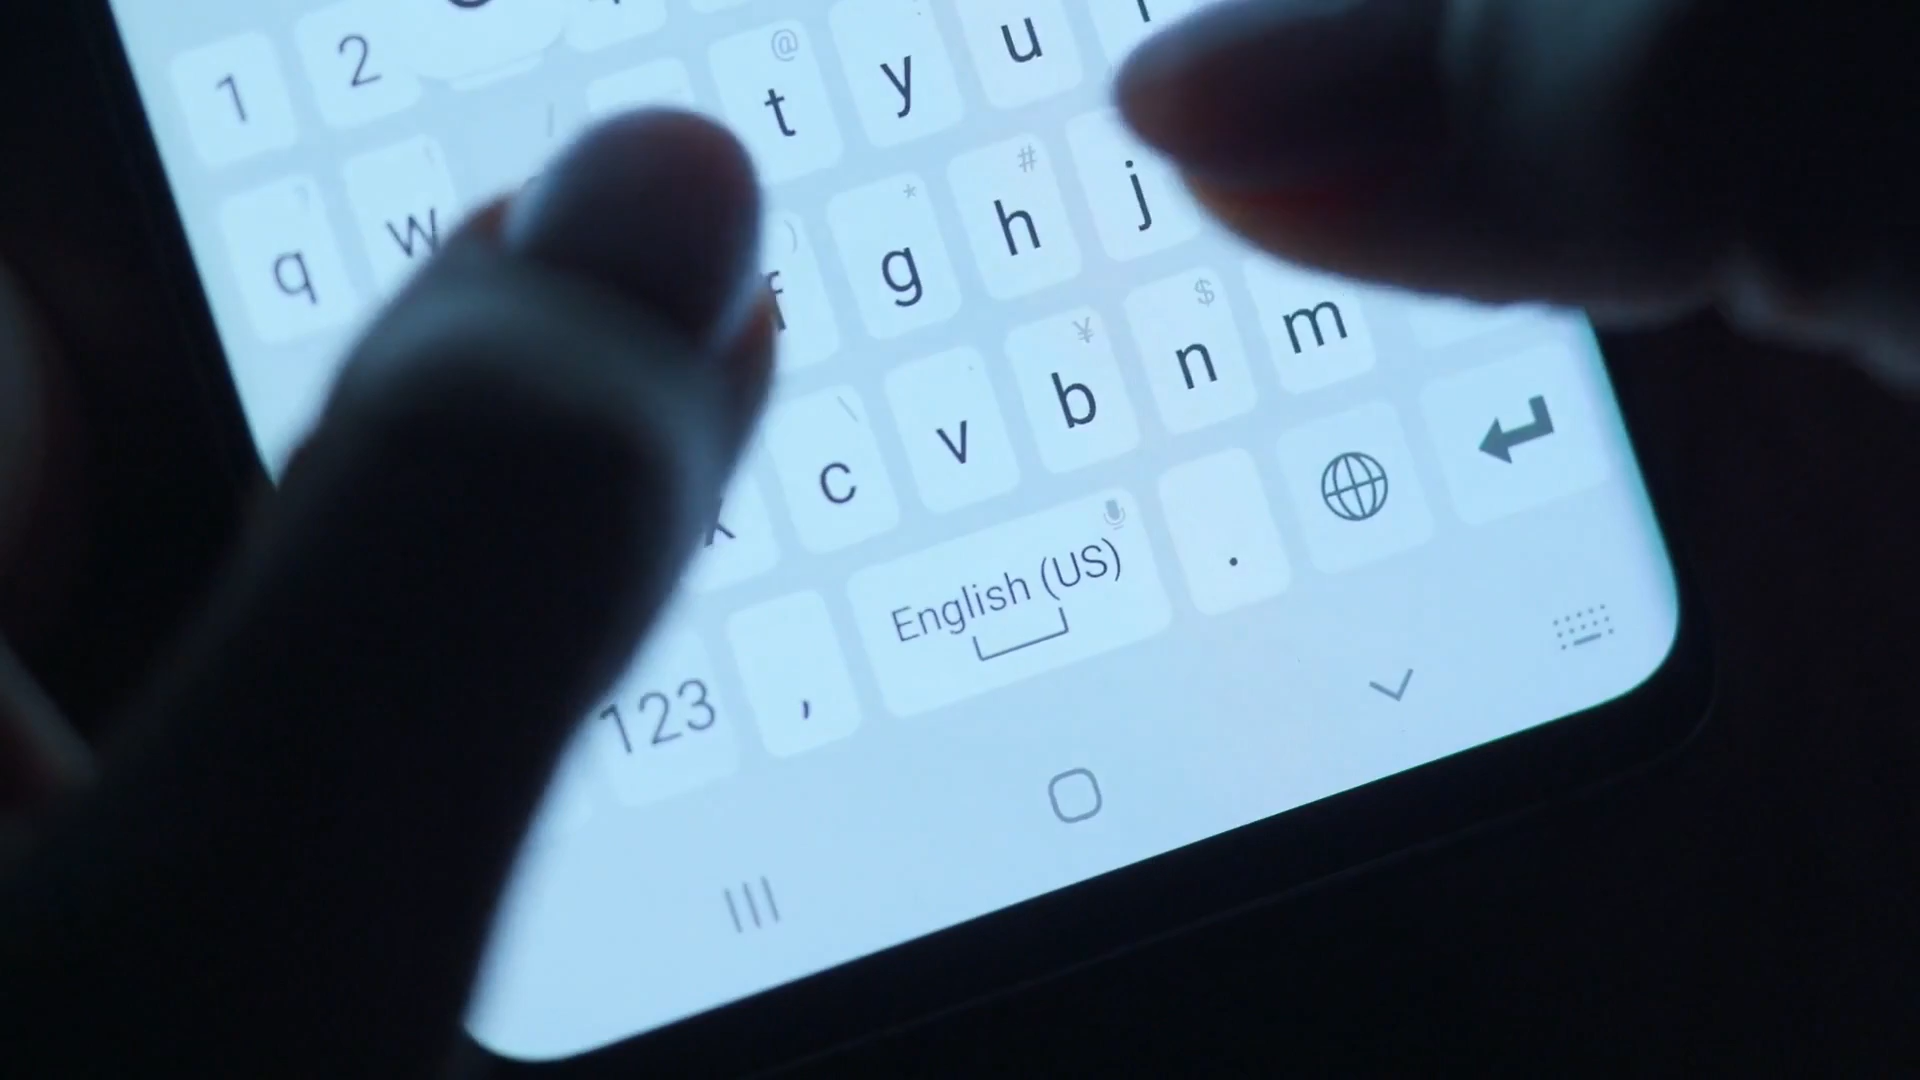 1 2
@
t y u
q w
) * #
f g h j
\ ¥ $
x c v b n m
123 , English (US) .